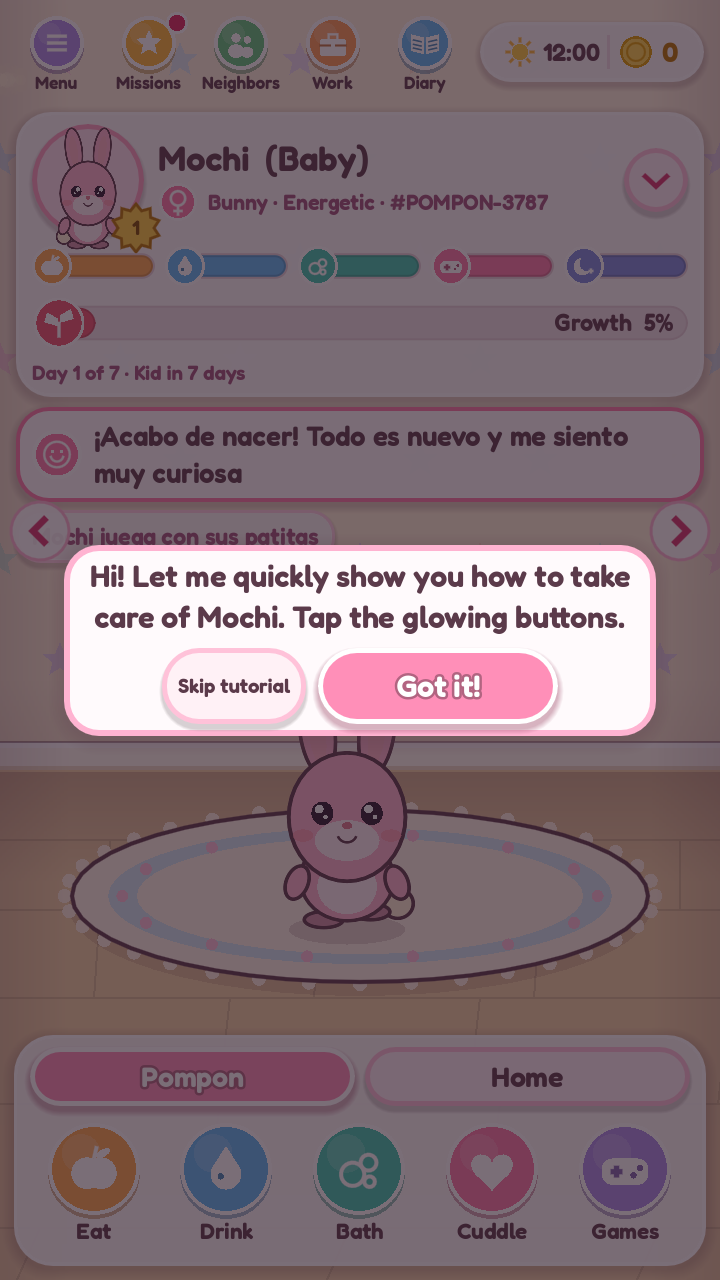 Menu
Missions
Neighbors
Work
Diary
12:00
0
Mochi (Baby)
1
Bunny · Energetic · #POMPON-3787
Growth 5%
Day 1 of 7 · Kid in 7 days
¡Acabo de nacer! Todo es nuevo y me siento
muy curiosa
juega con sus patitas
Hi! Let me quickly show you how to take
care of Mochi. Tap the glowing buttons.
Skip tutorial
Got it!
Pompon
Home
Eat
Drink
Bath
Cuddle
Games